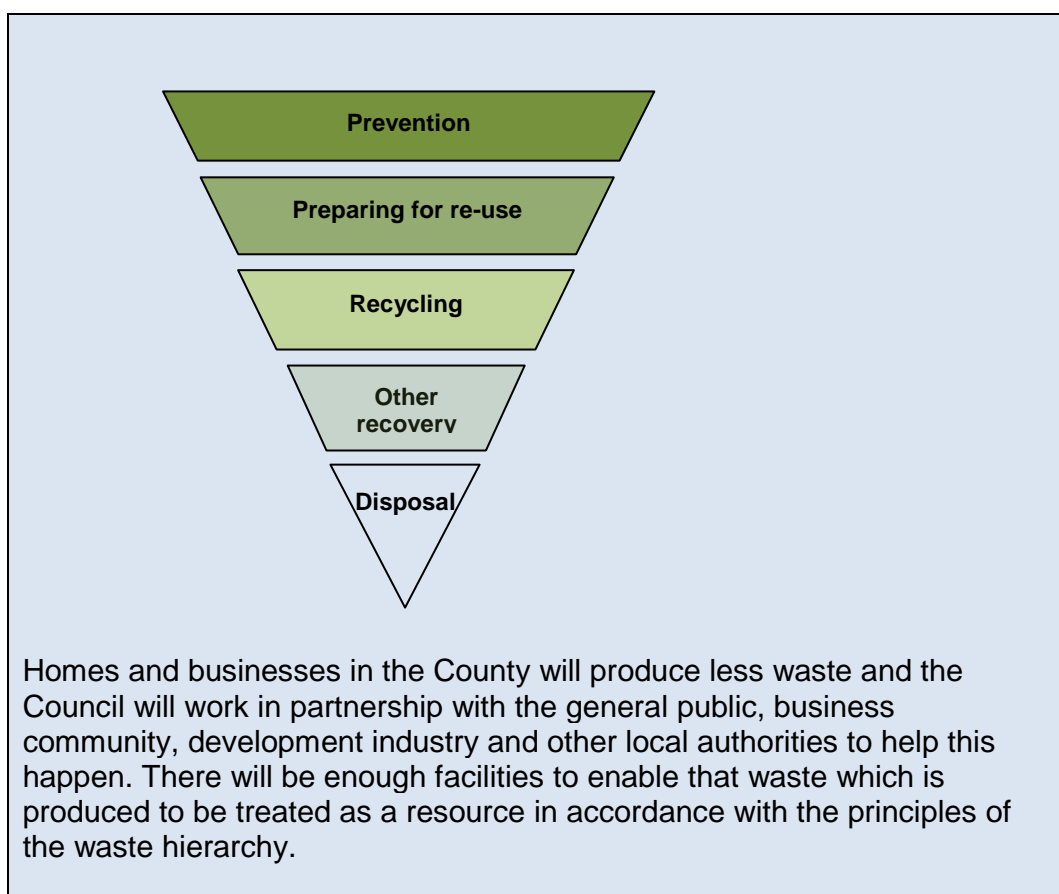 Prevention
Preparing for re-use
Recycling
Other
recovery
Disposal
Homes and businesses in the County will produce less waste and the
Council will work in partnership with the general public, business
community, development industry and other local authorities to help this
happen. There will be enough facilities to enable that waste which is
produced to be treated as a resource in accordance with the principles of
the waste hierarchy.